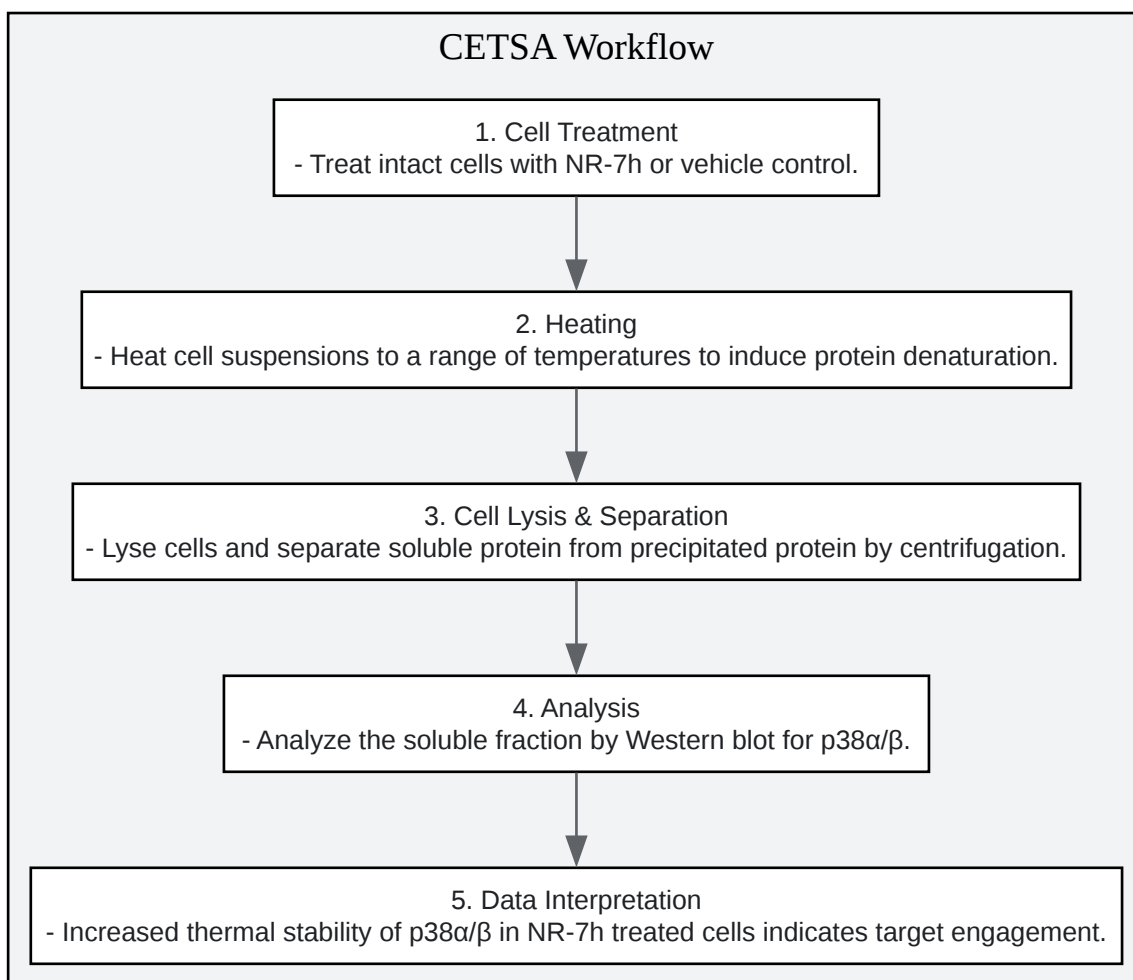 CETSA Workflow
1. Cell Treatment
- Treat intact cells with NR-7h or vehicle control.
2. Heating
- Heat cell suspensions to a range of temperatures to induce protein denaturation.
3. Cell Lysis & Separation
- Lyse cells and separate soluble protein from precipitated protein by centrifugation.
4. Analysis
- Analyze the soluble fraction by Western blot for p38α/β.
5. Data Interpretation
- Increased thermal stability of p38α/β in NR-7h treated cells indicates target engagement.